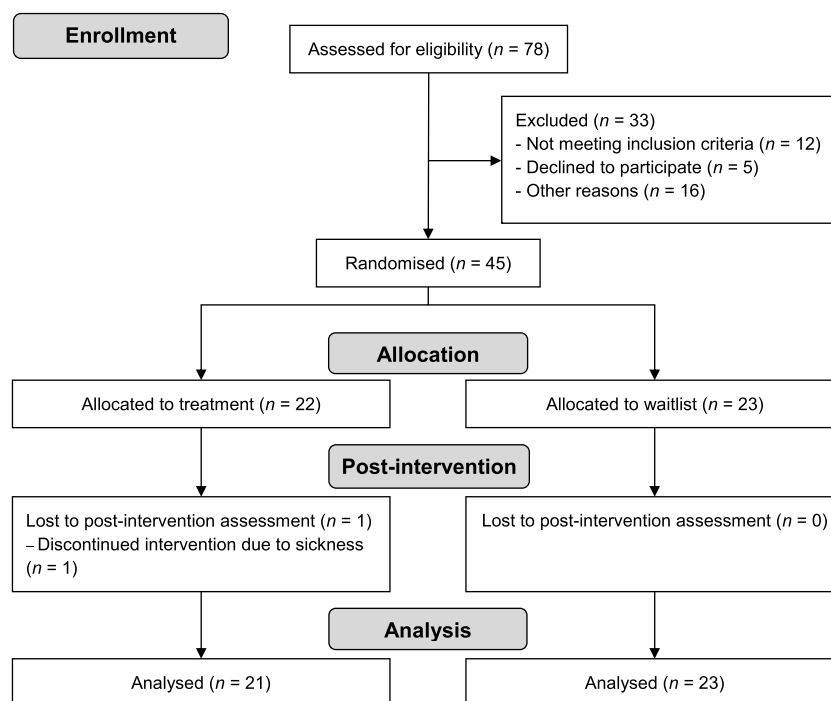 Enrollment
Assessed for eligibility (n = 78)
Excluded (n = 33)
- Not meeting inclusion criteria (n = 12)
- Declined to participate (n = 5)
- Other reasons (n = 16)
Randomised (n = 45)
Allocation
Allocated to treatment (n = 22)
Allocated to waitlist (n = 23)
Post-intervention
Lost to post-intervention assessment (n = 1)
– Discontinued intervention due to sickness
(n = 1)
Lost to post-intervention assessment (n = 0)
Analysis
Analysed (n = 21)
Analysed (n = 23)